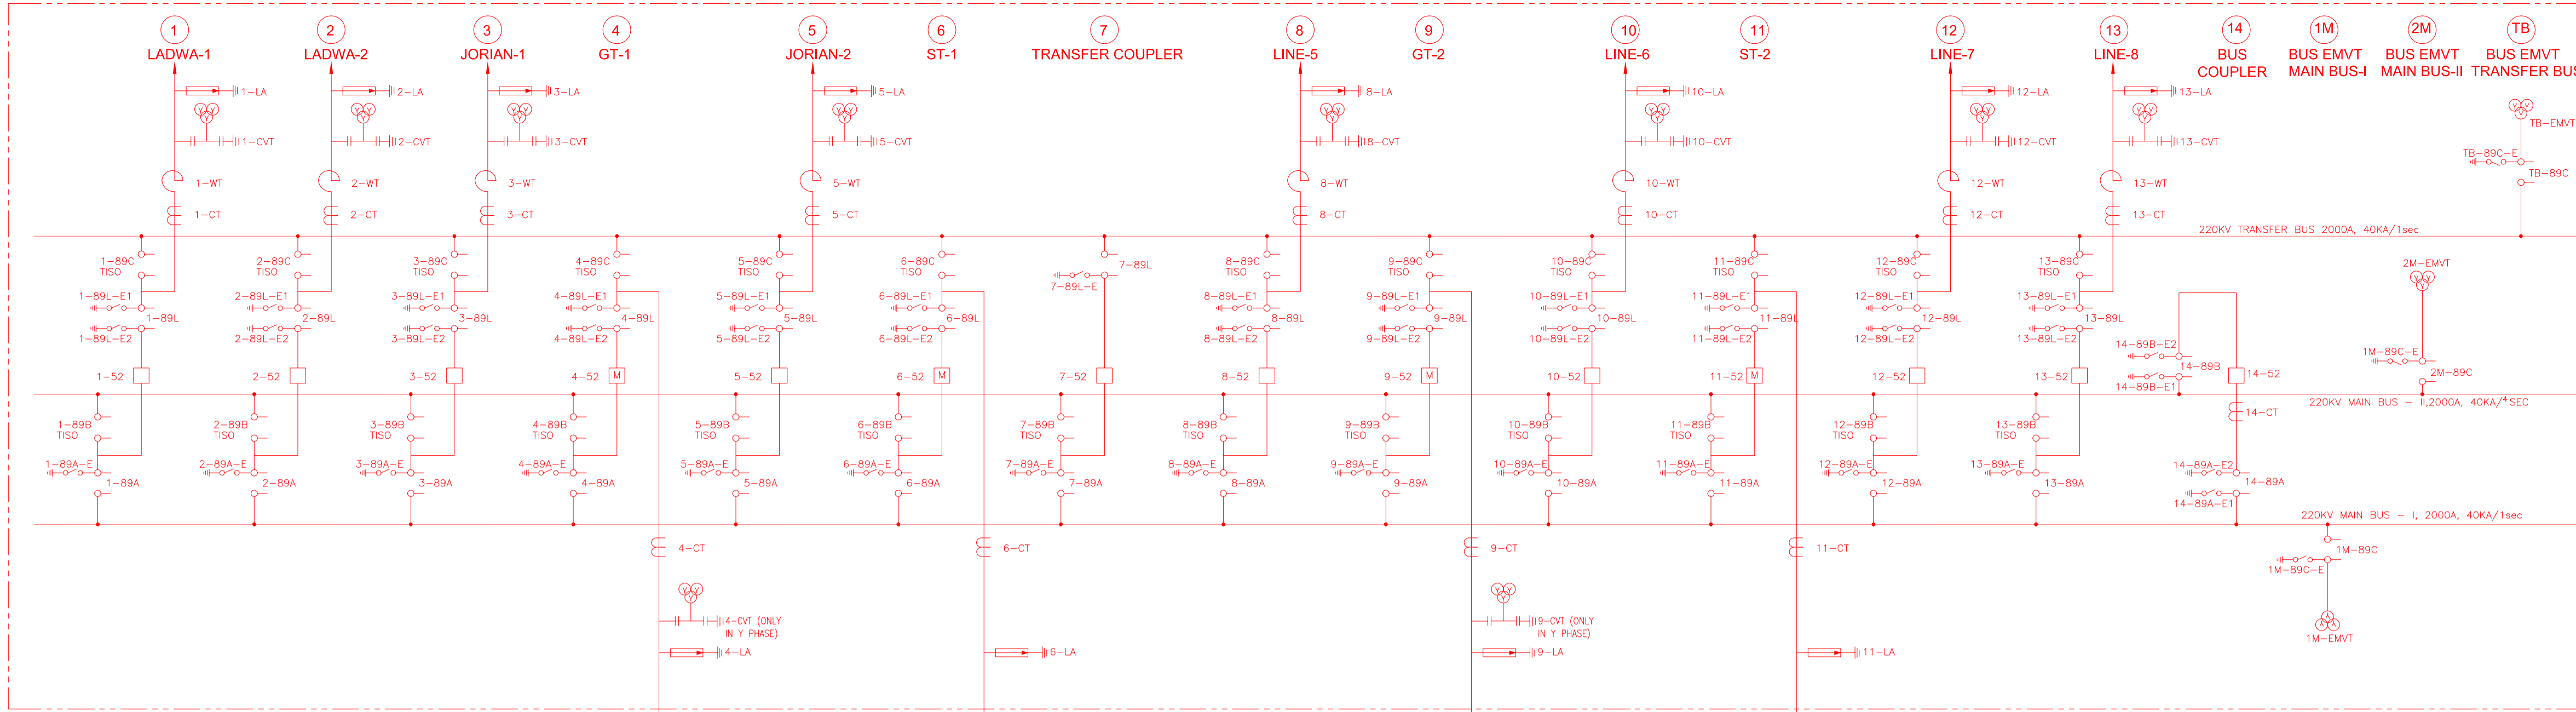 1 2 3 4 5 6 7 8 9 10 11 12 13 14 1M 2M TB
LADWA-1 LADWA-2 JORIAN-1 GT-1 JORIAN-2 ST-1 TRANSFER COUPLER LINE-5 GT-2 LINE-6 ST-2 LINE-7 LINE-8 BUS BUS EMVT BUS EMVT BUS EMVT
COUPLER MAIN BUS-I MAIN BUS-II TRANSFER BUS
1-LA 2-LA 3-LA 5-LA 8-LA 10-LA 12-LA 13-LA
Y Y Y Y Y Y Y Y Y Y Y Y Y Y Y Y Y Y
Y Y Y Y Y Y Y Y Y
TB-EMVT
1-CVT 2-CVT 3-CVT 5-CVT 8-CVT 10-CVT 12-CVT 13-CVT
TB-89C-E
TB-89C
1-WT 2-WT 3-WT 5-WT 8-WT 10-WT 12-WT 13-WT
1-CT 2-CT 3-CT 5-CT 8-CT 10-CT 12-CT 13-CT
220KV TRANSFER BUS 2000A, 40KA/1sec
1-89C 2-89C 3-89C 4-89C 5-89C 6-89C 7-89L 8-89C 9-89C 10-89C 11-89C 12-89C 13-89C 2M-EMVT
TISO TISO TISO TISO TISO TISO TISO TISO TISO TISO TISO TISO
Y Y
Y
7-89L-E
1-89L-E1 2-89L-E1 3-89L-E1 4-89L-E1 5-89L-E1 6-89L-E1 8-89L-E1 9-89L-E1 10-89L-E1 11-89L-E1 12-89L-E1 13-89L-E1
1-89L 2-89L 3-89L 4-89L 5-89L 6-89L 8-89L 9-89L 10-89L 11-89L 12-89L 13-89L
1-89L-E2 2-89L-E2 3-89L-E2 4-89L-E2 5-89L-E2 6-89L-E2 8-89L-E2 9-89L-E2 10-89L-E2 11-89L-E2 12-89L-E2 13-89L-E2
14-89B-E2 1M-89C-E
14-89B 2M-89C
1-52 2-52 3-52 4-52 M 5-52 6-52 M 7-52 8-52 9-52 M 10-52 11-52 M 12-52 13-52 14-52
14-89B-E1
220KV MAIN BUS - II,2000A, 40KA/4 SEC
14-CT
1-89B 2-89B 3-89B 4-89B 5-89B 6-89B 7-89B 8-89B 9-89B 10-89B 11-89B 12-89B 13-89B
TISO TISO TISO TISO TISO TISO TISO TISO TISO TISO TISO TISO TISO
1-89A-E 2-89A-E 3-89A-E 4-89A-E 5-89A-E 6-89A-E 7-89A-E 8-89A-E 9-89A-E 10-89A-E 11-89A-E 12-89A-E 13-89A-E 14-89A-E2
1-89A 2-89A 3-89A 4-89A 5-89A 6-89A 7-89A 8-89A 9-89A 10-89A 11-89A 12-89A 13-89A 14-89A
14-89A-E1
220KV MAIN BUS - I, 2000A, 40KA/1sec
4-CT 6-CT 9-CT 11-CT 1M-89C
1M-89C-E
Y Y Y Y
Y Y
4-CVT (ONLY 9-CVT (ONLY
IN Y PHASE) IN Y PHASE)
Y
Y Y
1M-EMVT
4-LA 6-LA 9-LA 11-LA